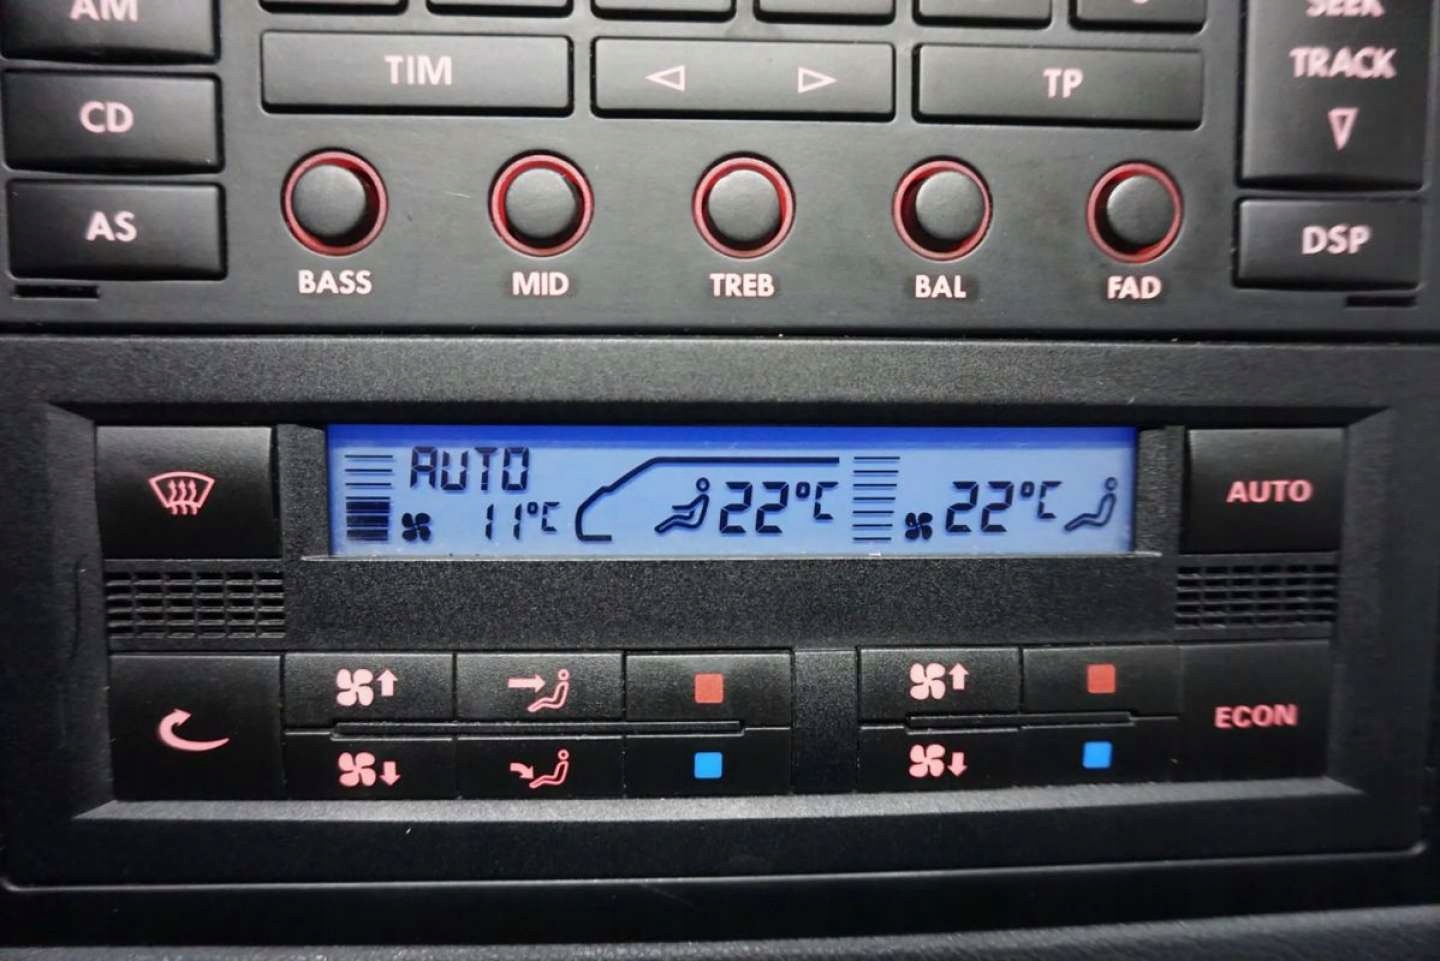 AM
TIM
TP
SEEK
TRACK
CD
AS
BASS
MID
TREB
BAL
FAD
DSP
AUTO
11°C
22°C
22°C
AUTO
ECON